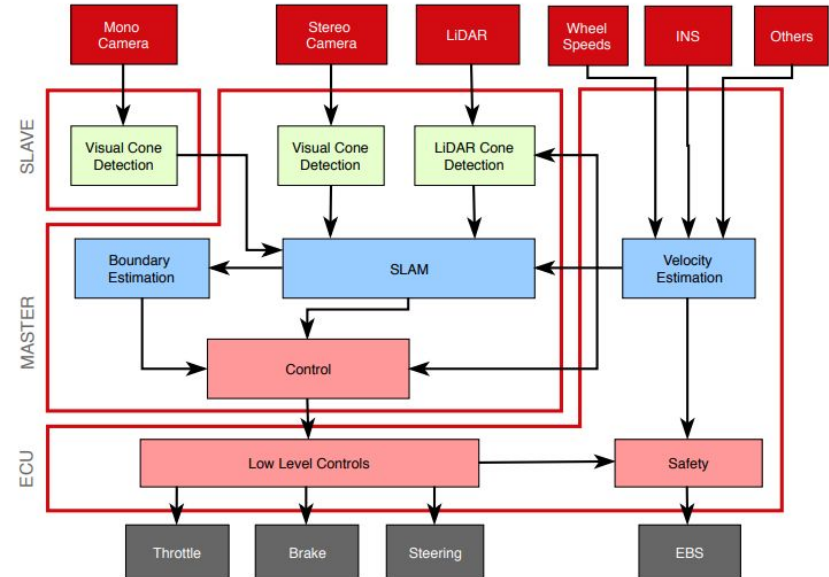 Mono
Camera
Stereo
Camera
LiDAR
Wheel
Speeds
INS
Others
SLAVE
Visual Cone
Detection
Visual Cone
Detection
LiDAR Cone
Detection
MASTER
Boundary
Estimation
SLAM
Velocity
Estimation
Control
ECU
Low Level Controls
Safety
Throttle
Brake
Steering
EBS